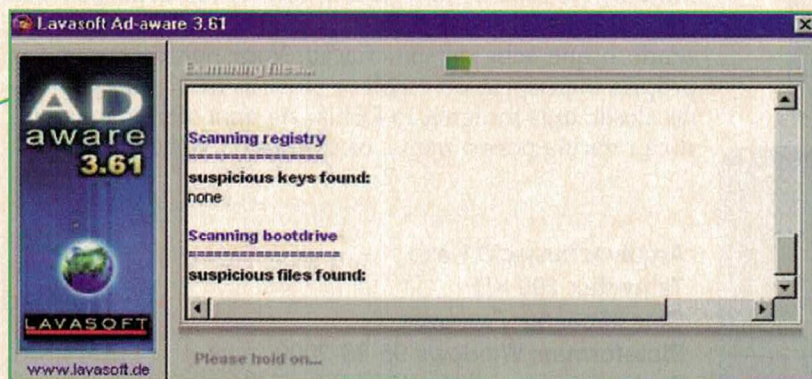 Lavasoft Ad-aware 3.61
AD
aware
3.61
LAVASOFT
www.lavasoft.de
Examining files...
Scanning registry
================
suspicious keys found:
none
Scanning bootdrive
==================
suspicious files found:
Please hold on...